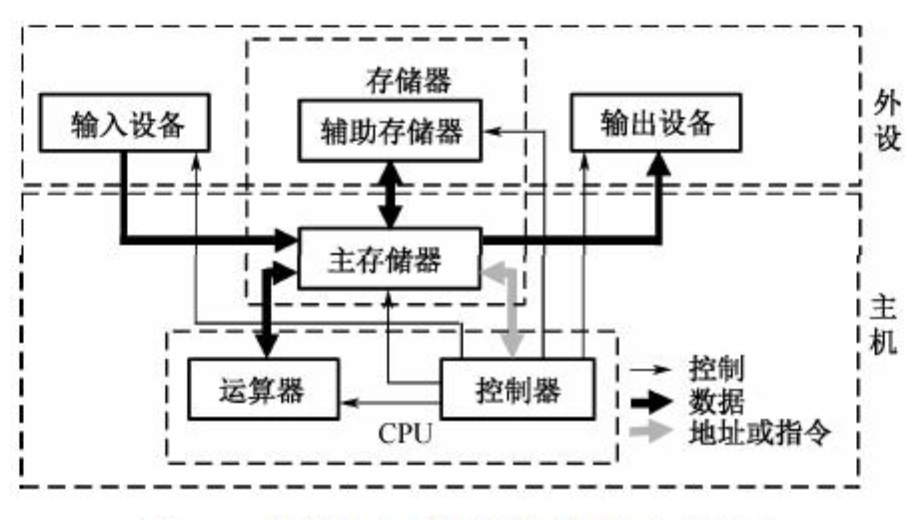 存储器
输入设备
辅助存储器
输出设备
外设
主存储器
主机
运算器
控制器
CPU
控制
数据
地址或指令